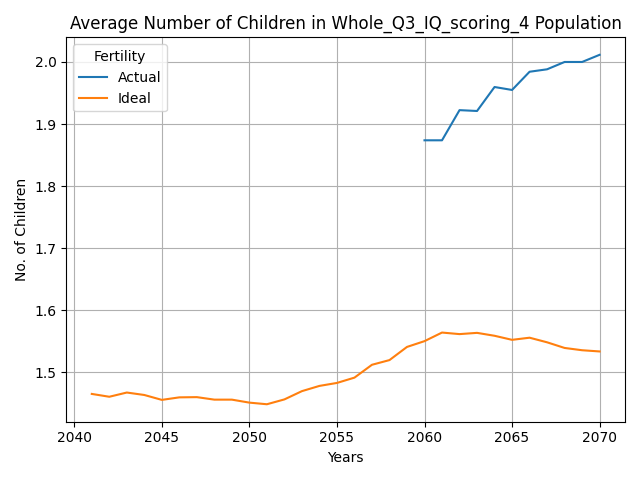 Average Number of Children in Whole_Q3_IQ_scoring_4 Population
Fertility
Actual
Ideal
No. of Children
2.0
1.9
1.8
1.7
1.6
1.5
2040 2045 2050 2055 2060 2065 2070
Years